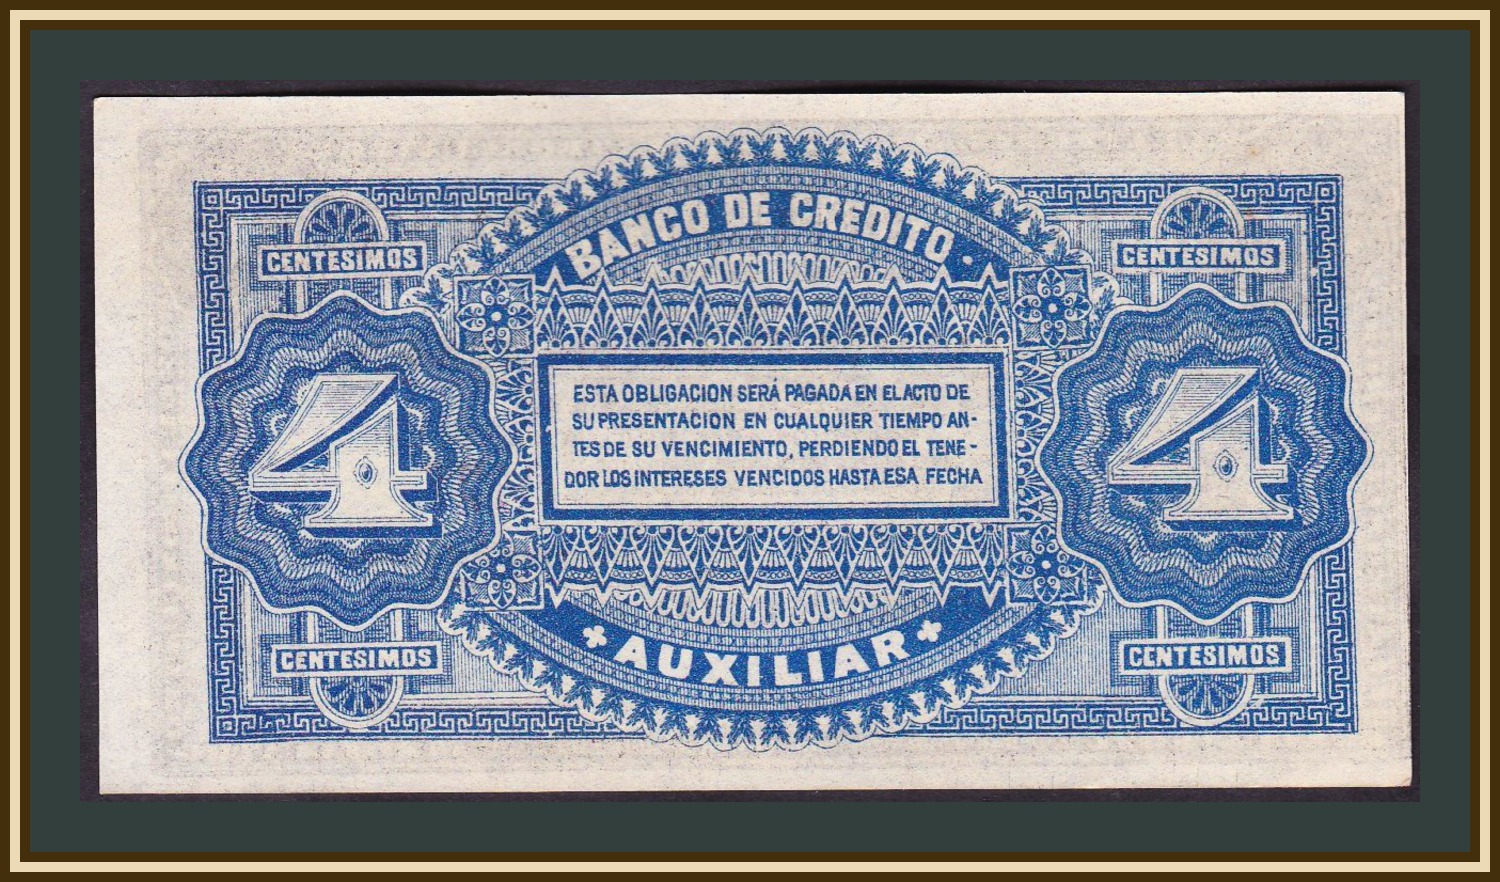 BANCO DE CREDITO
CENTESIMOS
CENTESIMOS
ESTA OBLIGACION SERÁ PAGADA EN EL ACTO DE
SU PRESENTACION EN CUALQUIER TIEMPO AN-
TES DE SU VENCIMIENTO, PERDIENDO EL TENE-
DOR LOS INTERESES VENCIDOS HASTA ESA FECHA
4
4
CENTESIMOS
CENTESIMOS
AUXILIAR